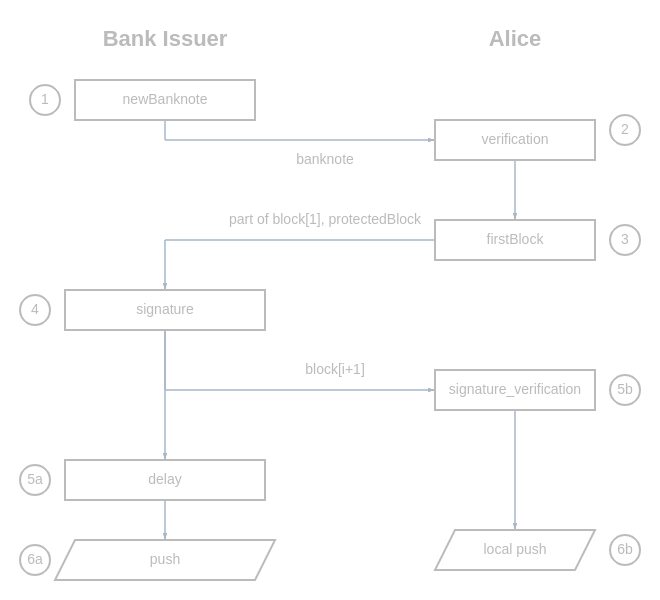 Bank Issuer
Alice
1
newBanknote
2
verification
banknote
part of block[1], protectedBlock
firstBlock
3
4
signature
block[i+1]
signature_verification
5b
5a
delay
6a
push
local push
6b